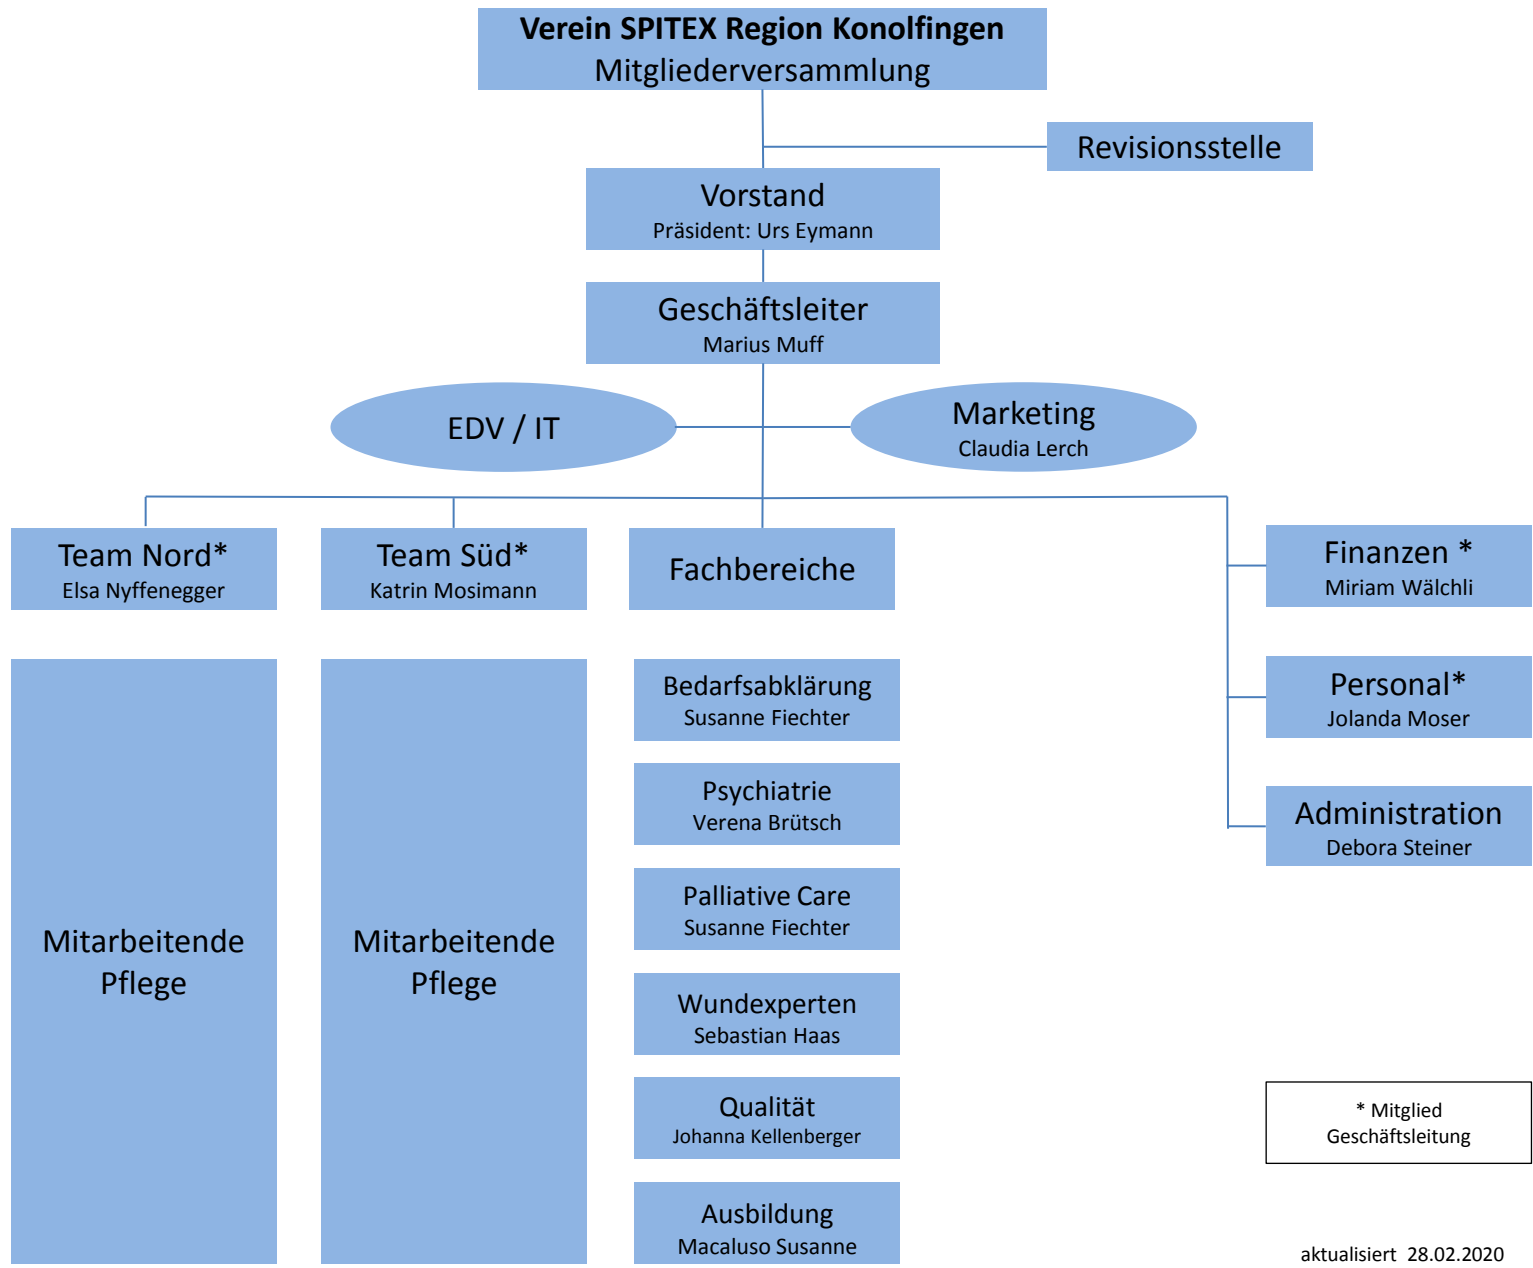 Verein SPITEX Region Konolfingen
Mitgliederversammlung
Revisionsstelle
Vorstand
Präsident: Urs Eymann
Geschäftsleiter
Marius Muff
EDV / IT
Marketing
Claudia Lerch
Team Nord*
Elsa Nyffenegger
Team Süd*
Katrin Mosimann
Fachbereiche
Finanzen *
Miriam Wälchli
Mitarbeitende
Pflege
Mitarbeitende
Pflege
Bedarfsabklärung
Susanne Fiechter
Psychiatrie
Verena Brütsch
Palliative Care
Susanne Fiechter
Wundexperten
Sebastian Haas
Qualität
Johanna Kellenberger
Ausbildung
Macaluso Susanne
Personal*
Jolanda Moser
Administration
Debora Steiner
* Mitglied
Geschäftsleitung
aktualisiert  28.02.2020